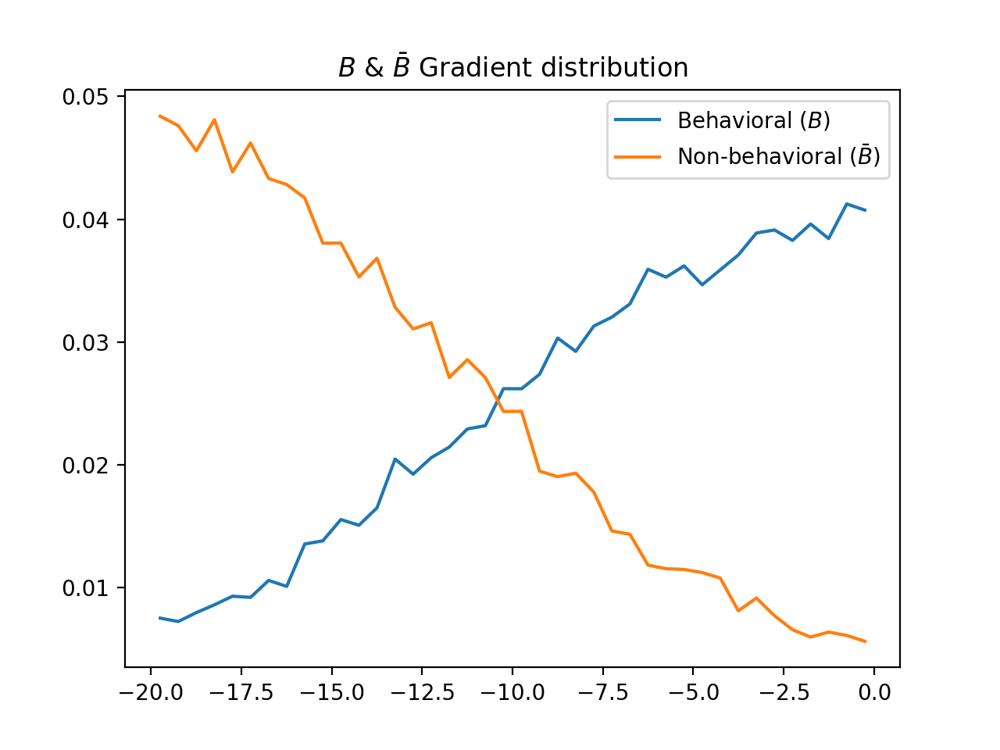 B & B̄ Gradient distribution
0.05
0.04
0.03
0.02
0.01
Behavioral (B)
Non-behavioral (B̄)
−20.0 −17.5 −15.0 −12.5 −10.0 −7.5 −5.0 −2.5 0.0